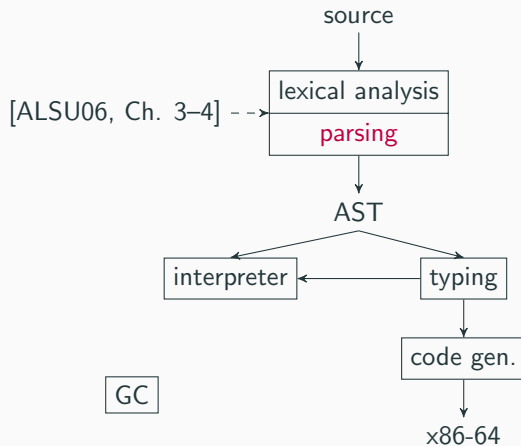 source
lexical analysis
[ALSU06, Ch. 3–4]
parsing
AST
interpreter
typing
code gen.
GC
x86-64